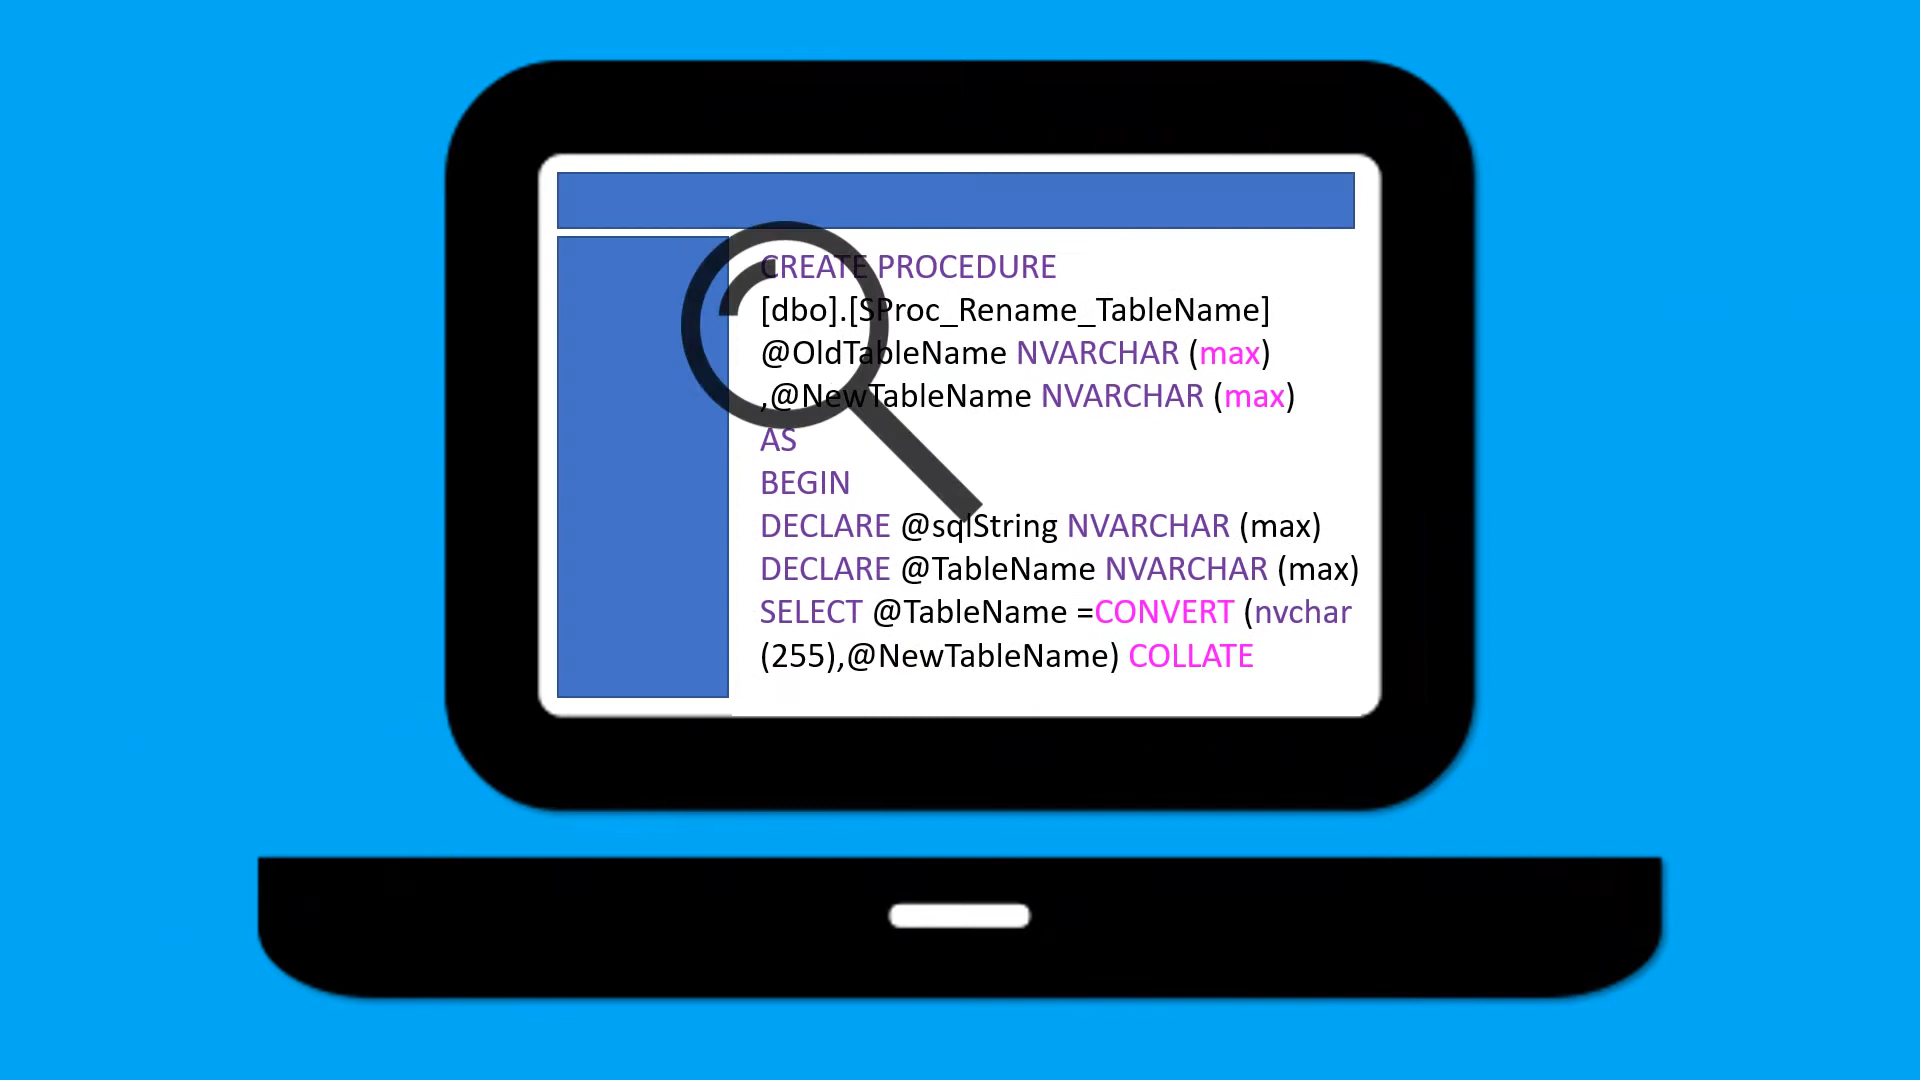 CREATE PROCEDURE
[dbo].[SProc_Rename_TableName]
@OldTableName NVARCHAR (max)
,@NewTableName NVARCHAR (max)
AS
BEGIN
DECLARE @sqlString NVARCHAR (max)
DECLARE @TableName NVARCHAR (max)
SELECT @TableName =CONVERT (nvchar
(255),@NewTableName) COLLATE